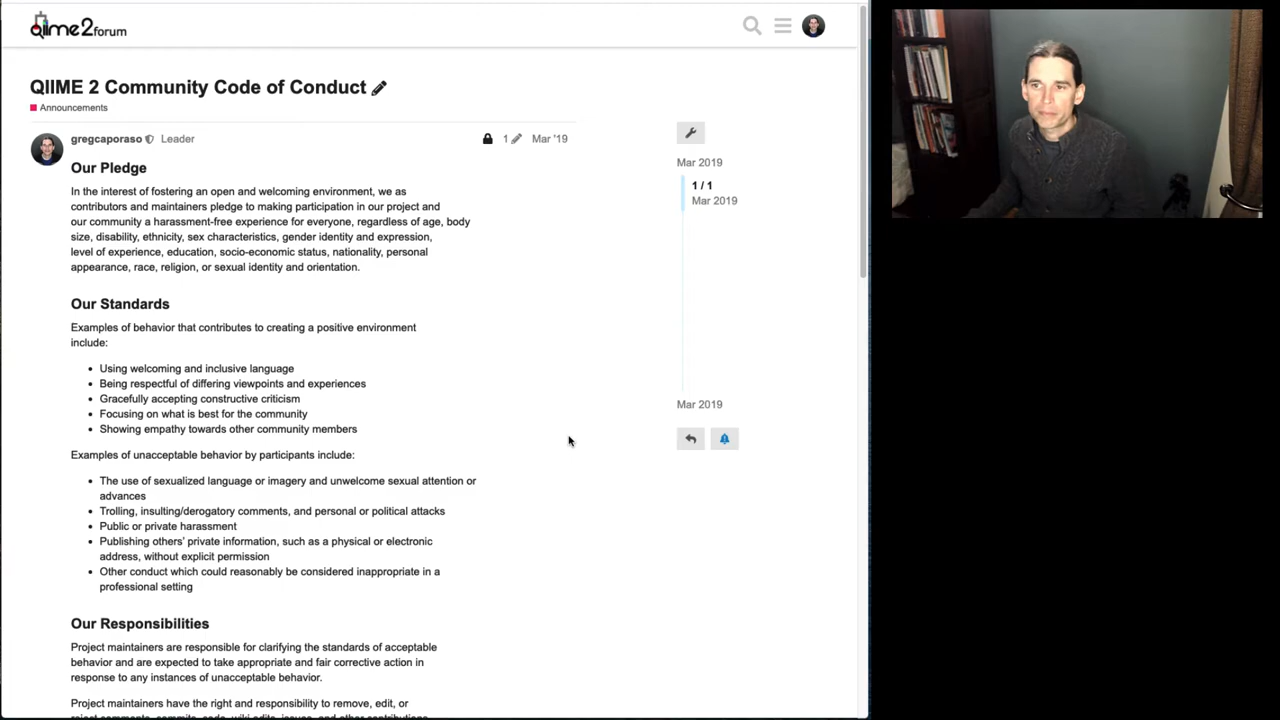 qiime2forum
QIIME 2 Community Code of Conduct
Announcements
gregcaporaso Leader 1 Mar '19
Our Pledge
In the interest of fostering an open and welcoming environment, we as
contributors and maintainers pledge to making participation in our project and
our community a harassment-free experience for everyone, regardless of age, body
size, disability, ethnicity, sex characteristics, gender identity and expression,
level of experience, education, socio-economic status, nationality, personal
appearance, race, religion, or sexual identity and orientation.
Our Standards
Examples of behavior that contributes to creating a positive environment
include:
• Using welcoming and inclusive language
• Being respectful of differing viewpoints and experiences
• Gracefully accepting constructive criticism
• Focusing on what is best for the community
• Showing empathy towards other community members
Examples of unacceptable behavior by participants include:
• The use of sexualized language or imagery and unwelcome sexual attention or
advances
• Trolling, insulting/derogatory comments, and personal or political attacks
• Public or private harassment
• Publishing others' private information, such as a physical or electronic
address, without explicit permission
• Other conduct which could reasonably be considered inappropriate in a
professional setting
Our Responsibilities
Project maintainers are responsible for clarifying the standards of acceptable
behavior and are expected to take appropriate and fair corrective action in
response to any instances of unacceptable behavior.
Project maintainers have the right and responsibility to remove, edit, or
reject comments, commits, code, wiki edits, issues, and other contributions
Mar 2019
1 / 1
Mar 2019
Mar 2019